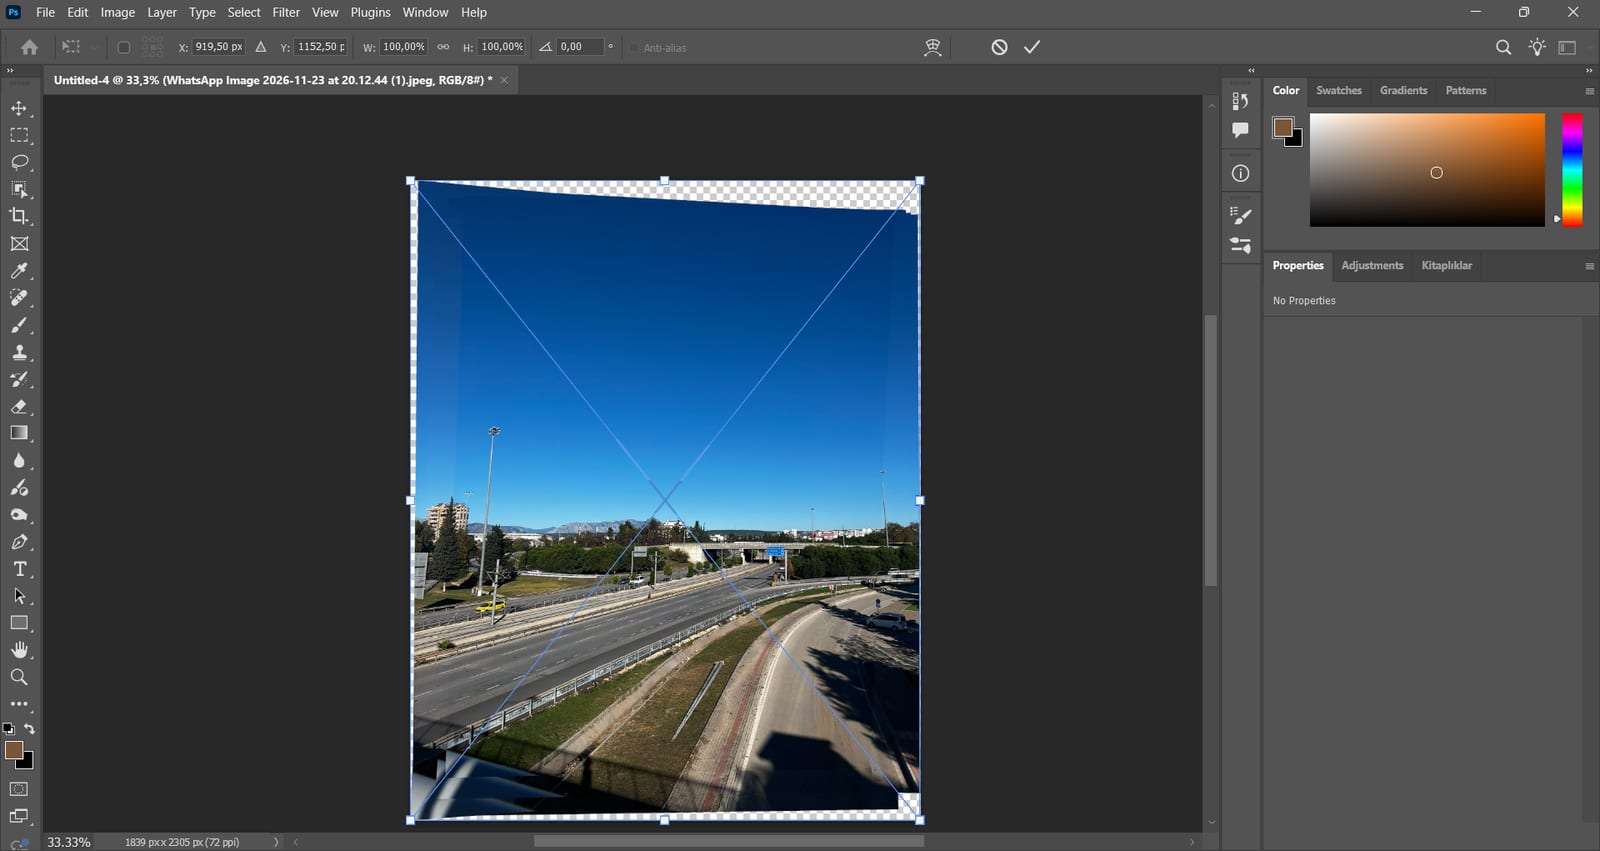 Ps File Edit Image Layer Type Select Filter View Plugins Window Help
X: 919,50 px Y: 1152,50 p W: 100,00% H: 100,00% 0,00 ° Anti-alias
Untitled-4 @ 33,3% (WhatsApp Image 2026-11-23 at 20.12.44 (1).jpeg, RGB/8#) *
Color Swatches Gradients Patterns
Properties Adjustments Kitaplıklar
No Properties
33.33% 1839 px x 2305 px (72 ppi)